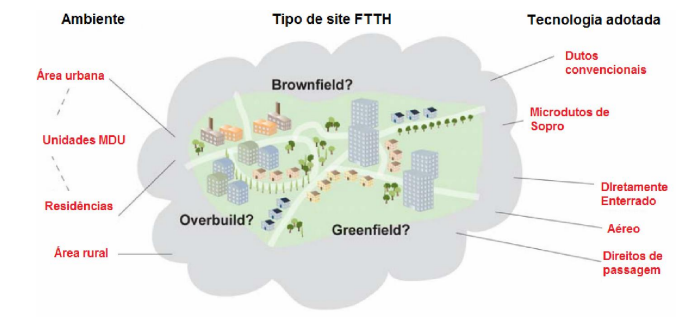 Ambiente
Tipo de site FTTH
Tecnologia adotada
Área urbana
Unidades MDU
Residências
Área rural
Brownfield?
Overbuild?
Greenfield?
Dutos
convencionais
Microdutos de
Sopro
Diretamente
Enterrado
Aéreo
Direitos de
passagem